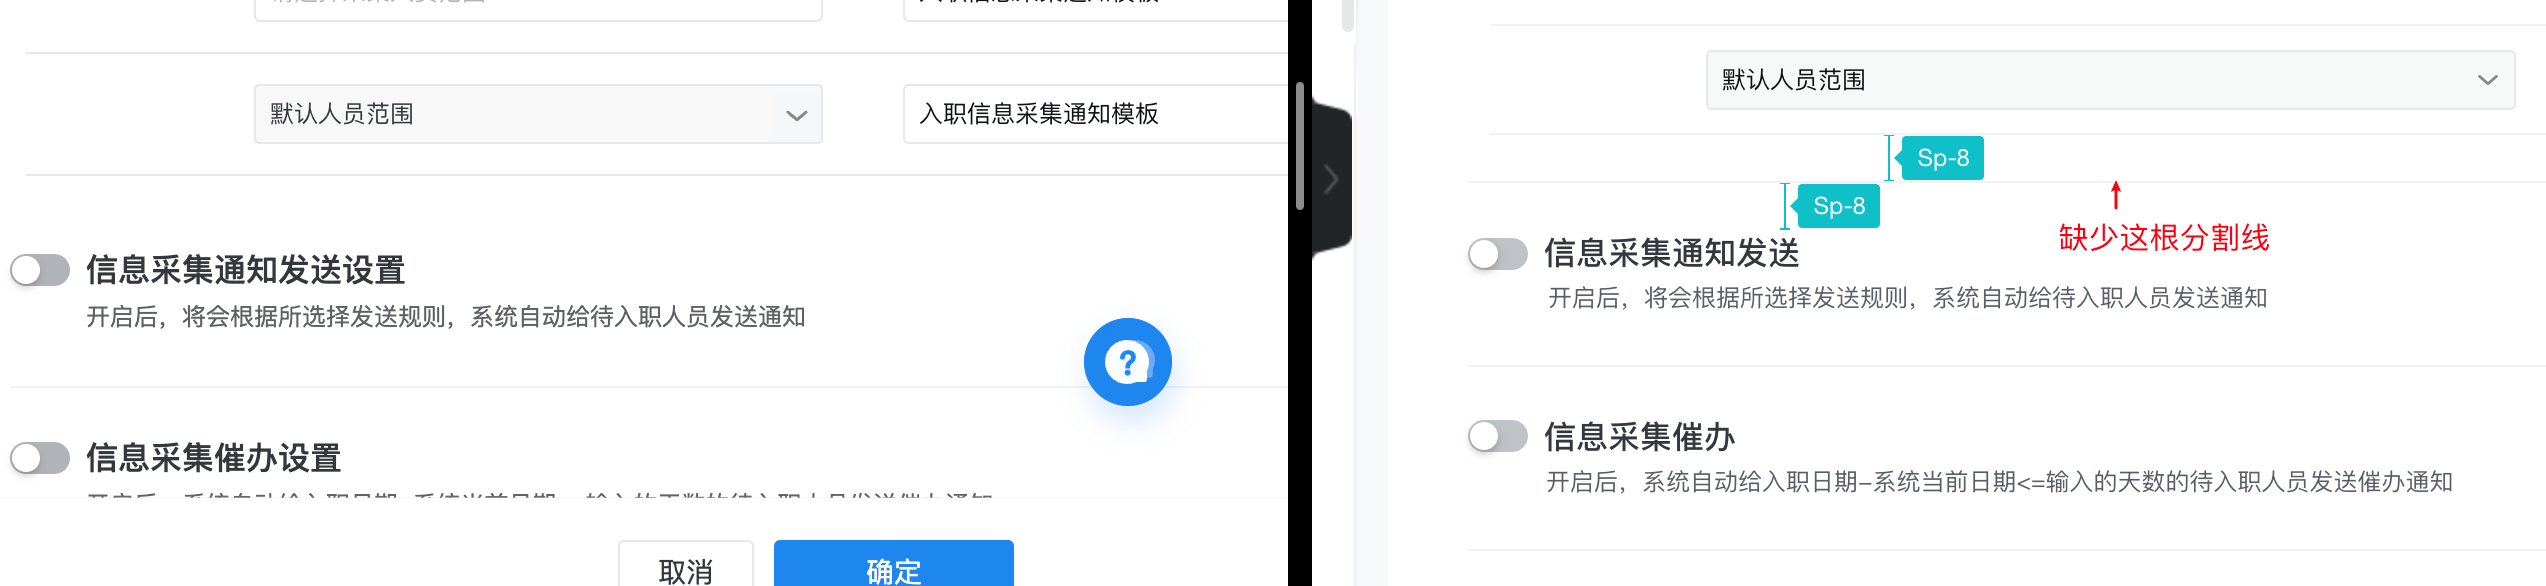 默认人员范围
入职信息采集通知模板
信息采集通知发送设置
开启后，将会根据所选择发送规则，系统自动给待入职人员发送通知
?
信息采集催办设置
取消
确定
默认人员范围
Sp-8
Sp-8
缺少这根分割线
信息采集通知发送
开启后，将会根据所选择发送规则，系统自动给待入职人员发送通知
信息采集催办
开启后，系统自动给入职日期-系统当前日期<=输入的天数的待入职人员发送催办通知